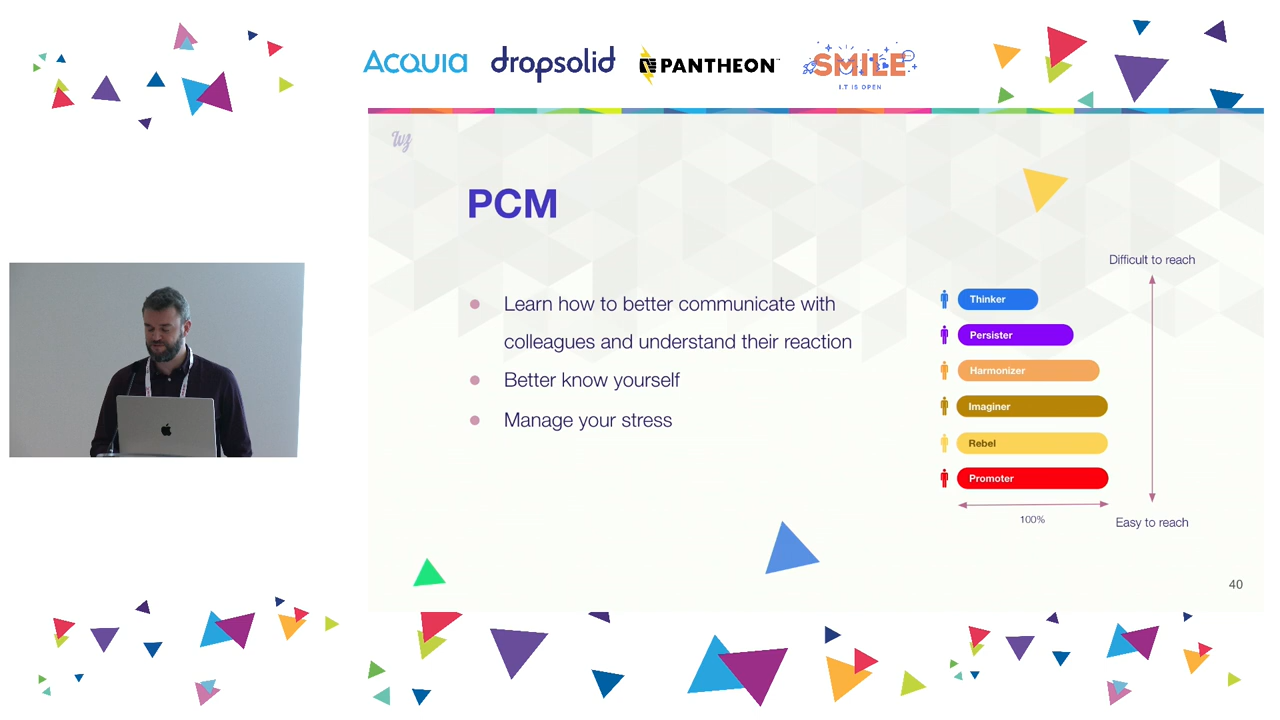 ACQUIA
dropsolid
PANTHEON
SMILE
I.T IS OPEN
PCM
Learn how to better communicate with
colleagues and understand their reaction
Better know yourself
Manage your stress
Difficult to reach
Thinker
Persister
Harmonizer
Imaginer
Rebel
Promoter
100%
Easy to reach
40